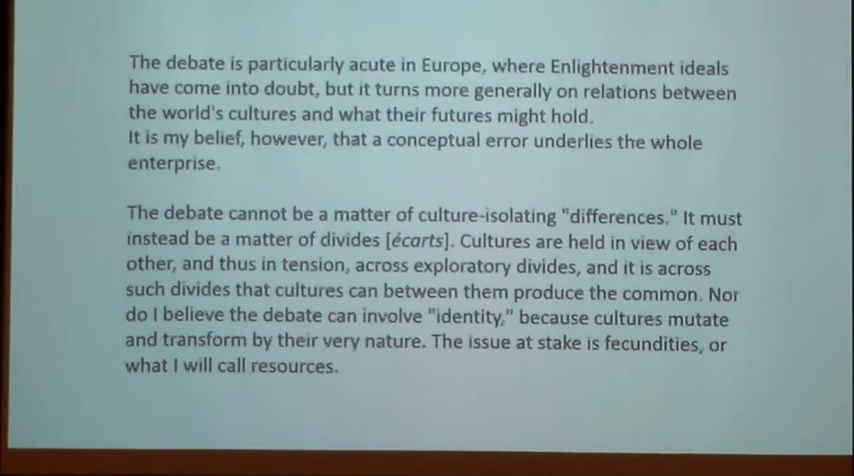 The debate is particularly acute in Europe, where Enlightenment ideals
have come into doubt, but it turns more generally on relations between
the world's cultures and what their futures might hold.
It is my belief, however, that a conceptual error underlies the whole
enterprise.
The debate cannot be a matter of culture-isolating "differences." It must
instead be a matter of divides [écarts]. Cultures are held in view of each
other, and thus in tension, across exploratory divides, and it is across
such divides that cultures can between them produce the common. Nor
do I believe the debate can involve "identity," because cultures mutate
and transform by their very nature. The issue at stake is fecundities, or
what I will call resources.